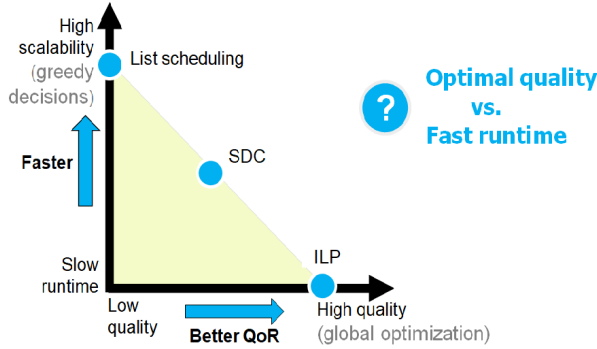 High
scalability
(greedy
decisions)
List scheduling
?
Optimal quality
vs.
Fast runtime
Faster
SDC
ILP
Slow
runtime
Low
quality
Better QoR
High quality
(global optimization)